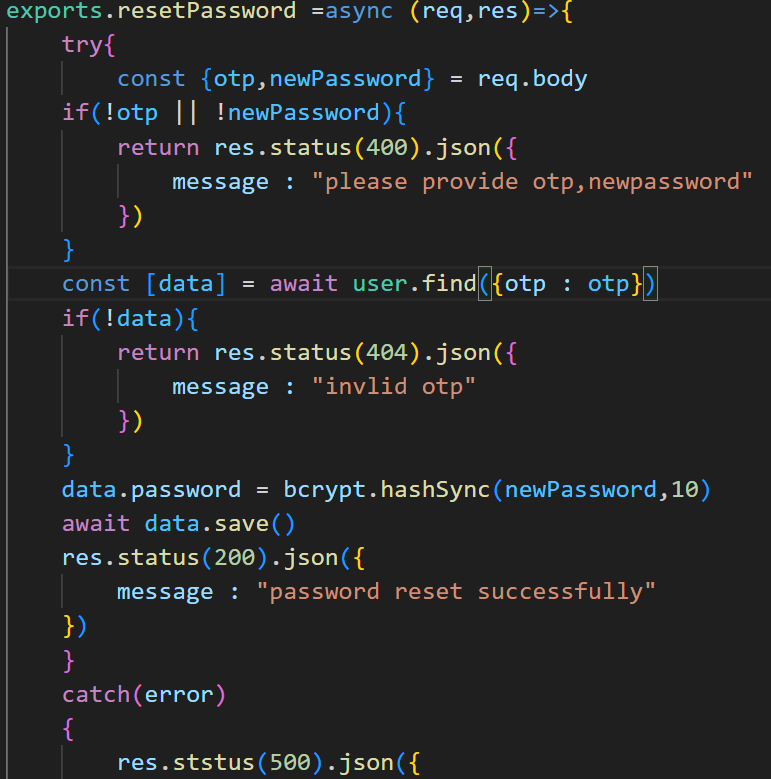 exports.resetPassword =async (req,res)=>{
try{
const {otp,newPassword} = req.body
if(!otp || !newPassword){
return res.status(400).json({
message : "please provide otp,newpassword"
})
}
const [data] = await user.find({otp : otp})
if(!data){
return res.status(404).json({
message : "invlid otp"
})
}
data.password = bcrypt.hashSync(newPassword,10)
await data.save()
res.status(200).json({
message : "password reset successfully"
})
}
catch(error)
{
res.ststus(500).json({